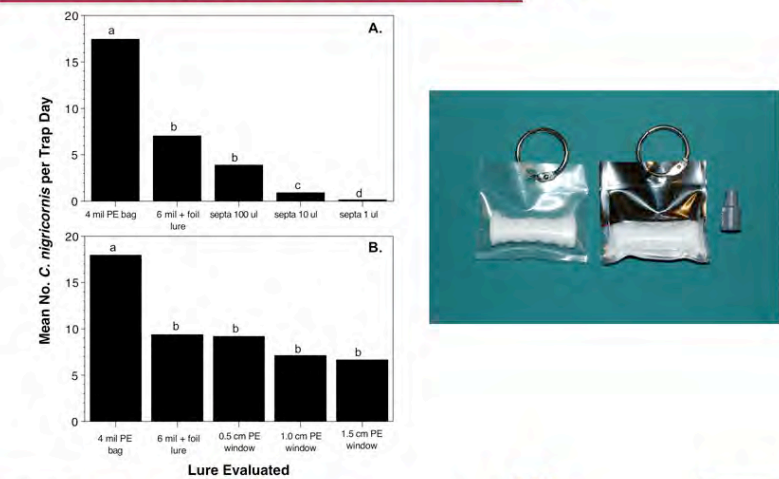 Mean No. C. nigricornis per Trap Day
20
A.
a
15
10
b
5
b
c
d
0
4 mil PE bag 6 mil + foil lure septa 100 ul septa 10 ul septa 1 ul
20
B.
a
15
10
b
b
b
b
5
0
4 mil PE bag
6 mil + foil lure
0.5 cm PE window
1.0 cm PE window
1.5 cm PE window
Lure Evaluated